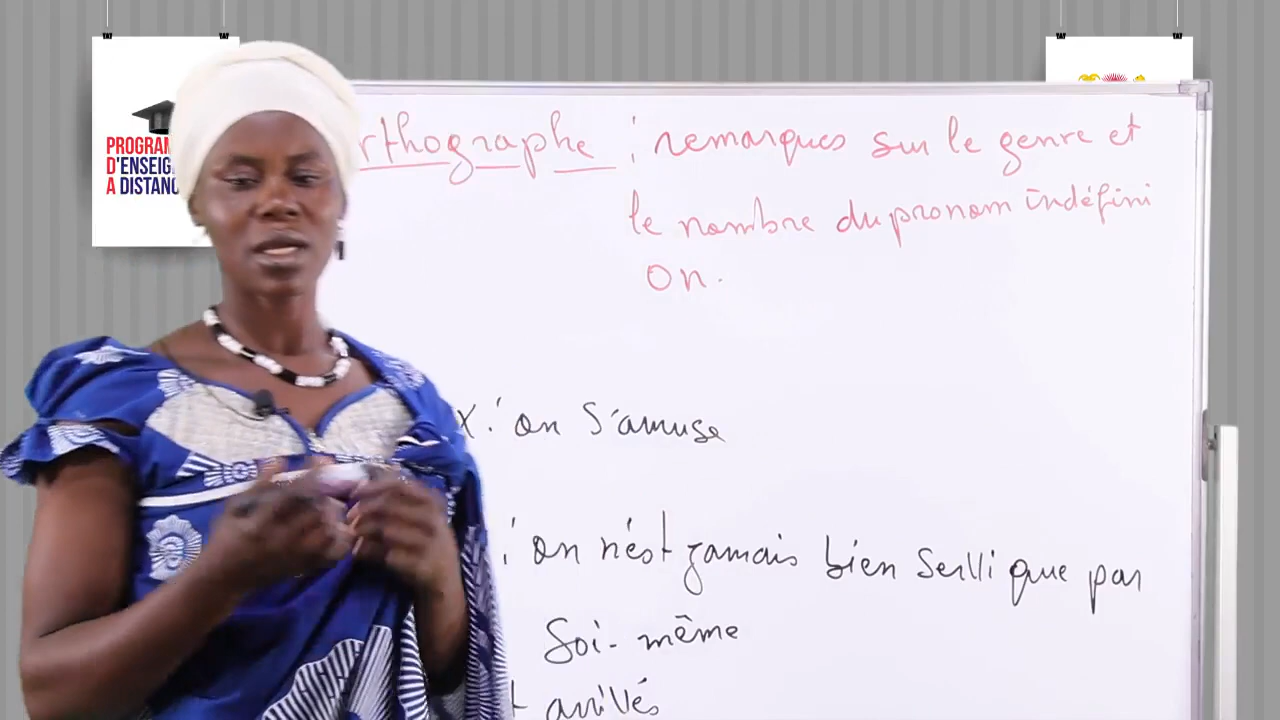 PROGRAM
D'ENSEIG
A DISTANC
rthographe : remarques sur le genre et
le nombre du pronom indéfini
on.
x : on s'amuse
: on n'est jamais bien servi que par
Soi-même
t arrivés